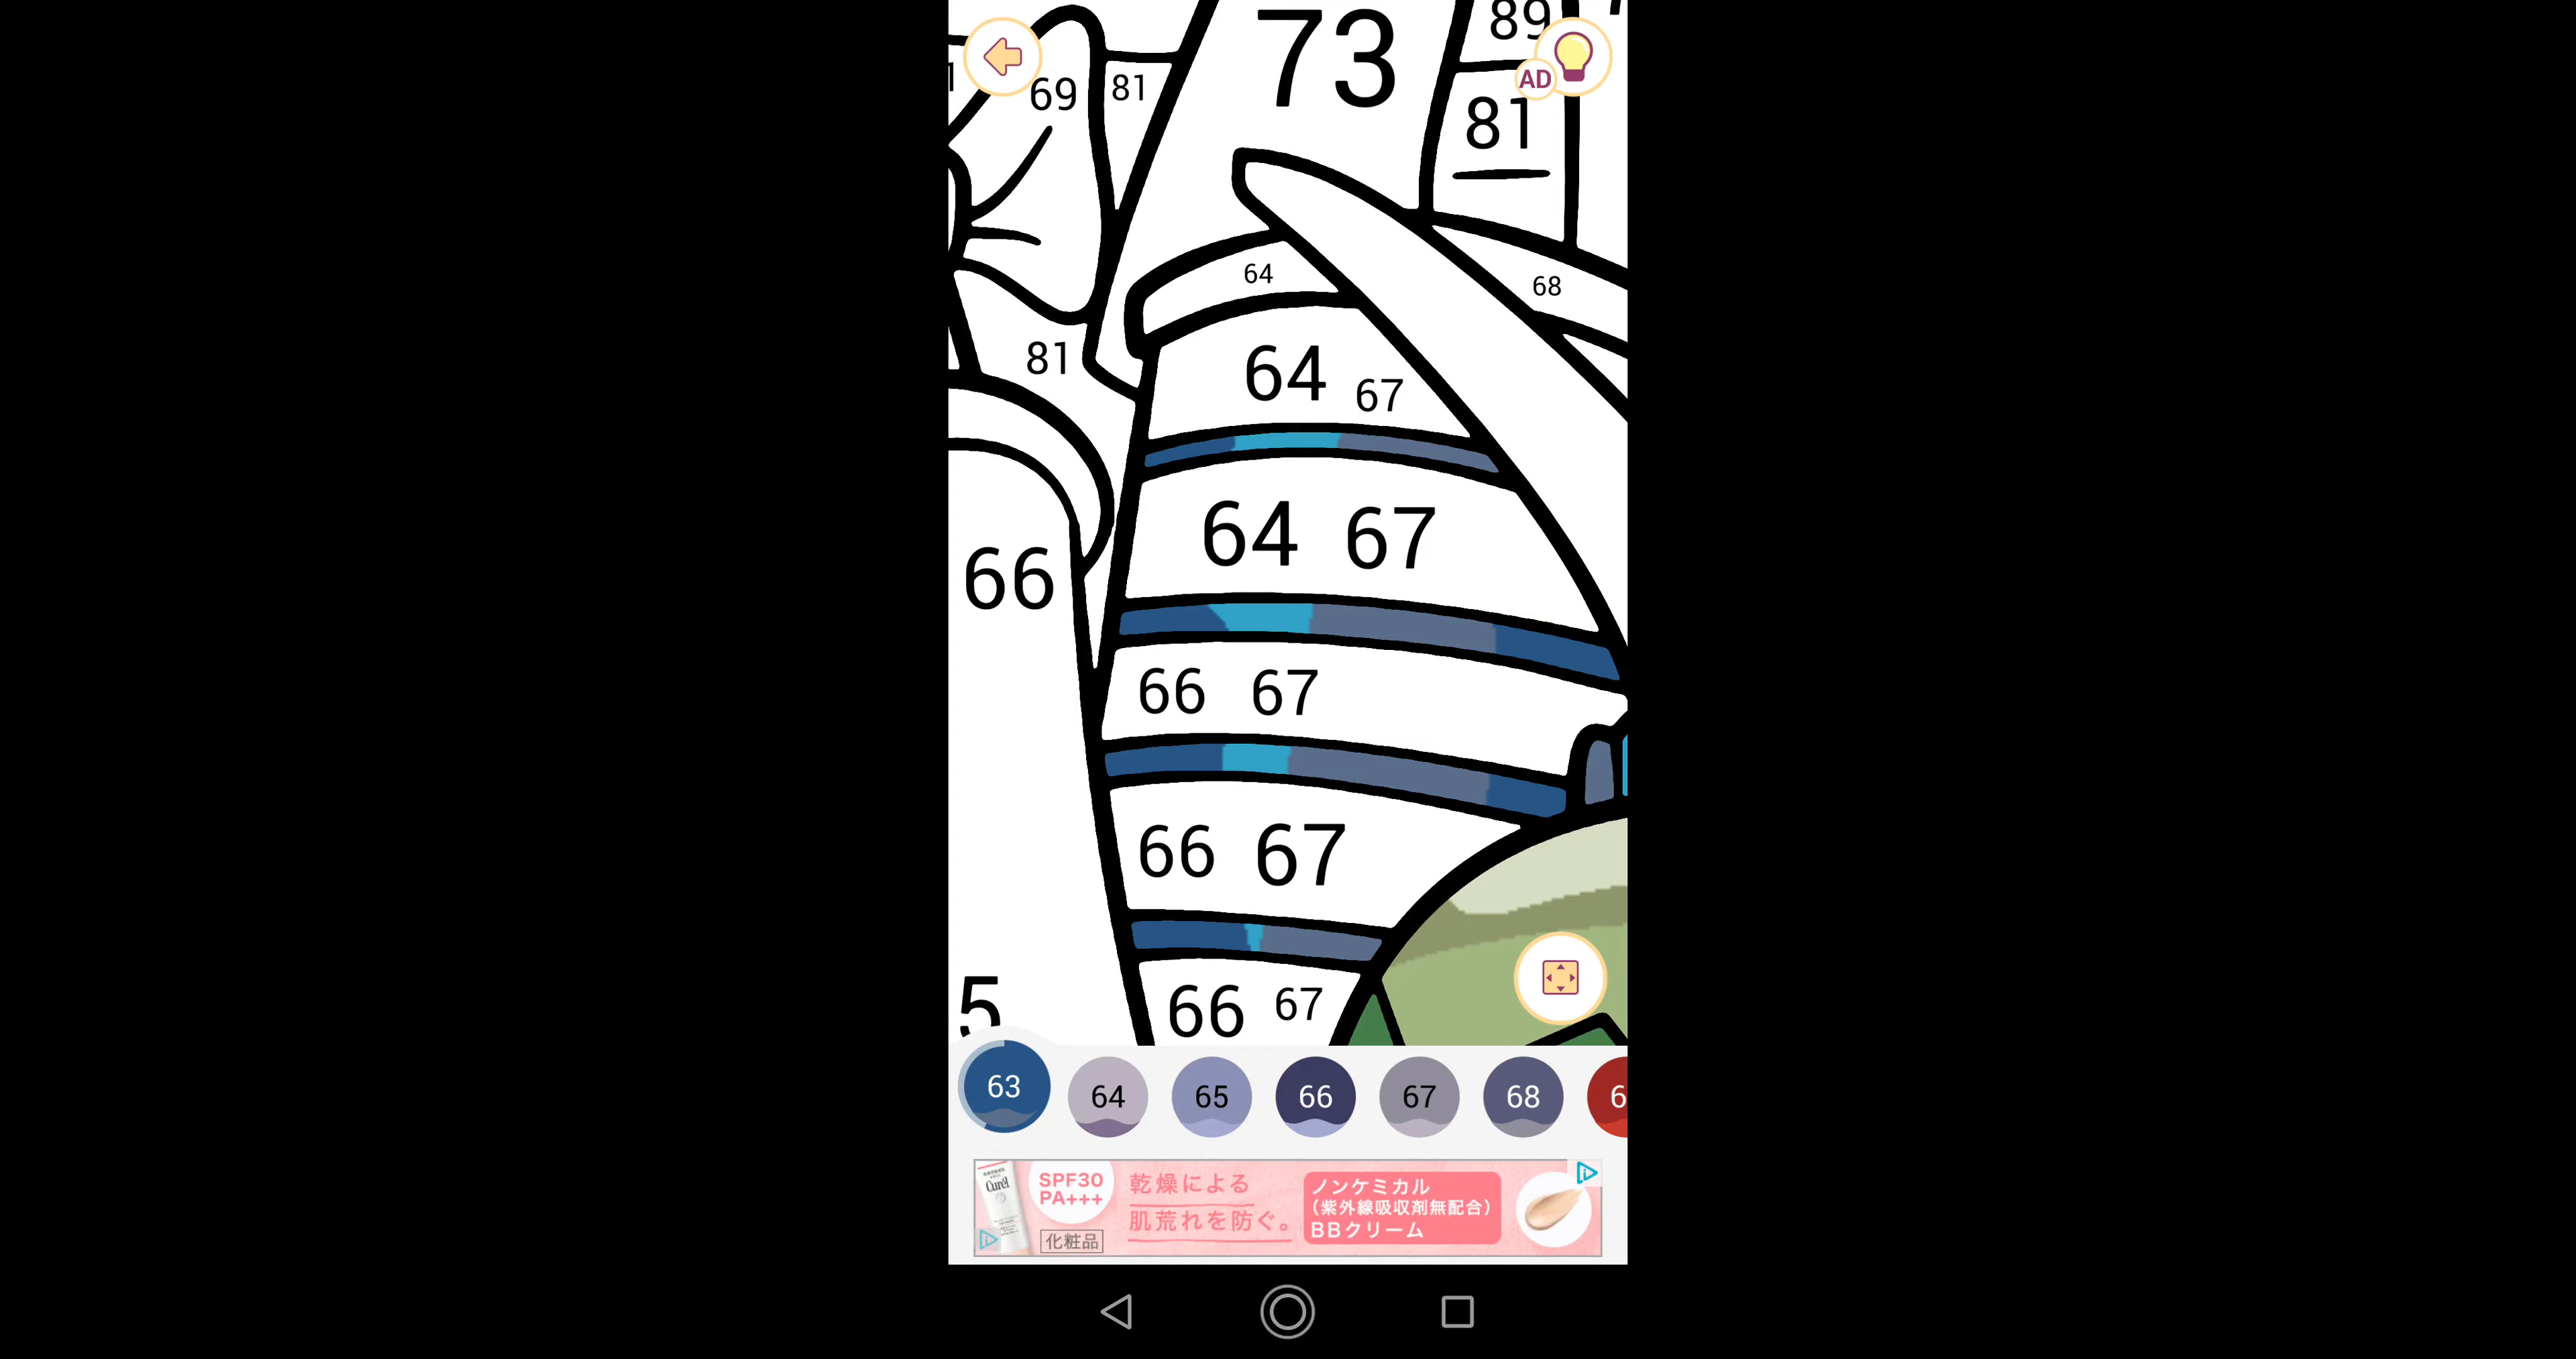 73
89
AD
69
81
81
64
68
81
64 67
64 67
66
66 67
66 67
5
66 67
63 64 65 66 67 68 6
Curél
SPF30
PA+++
化粧品
乾燥による
肌荒れを防ぐ。
ノンケミカル
(紫外線吸収剤無配合)
BBクリーム